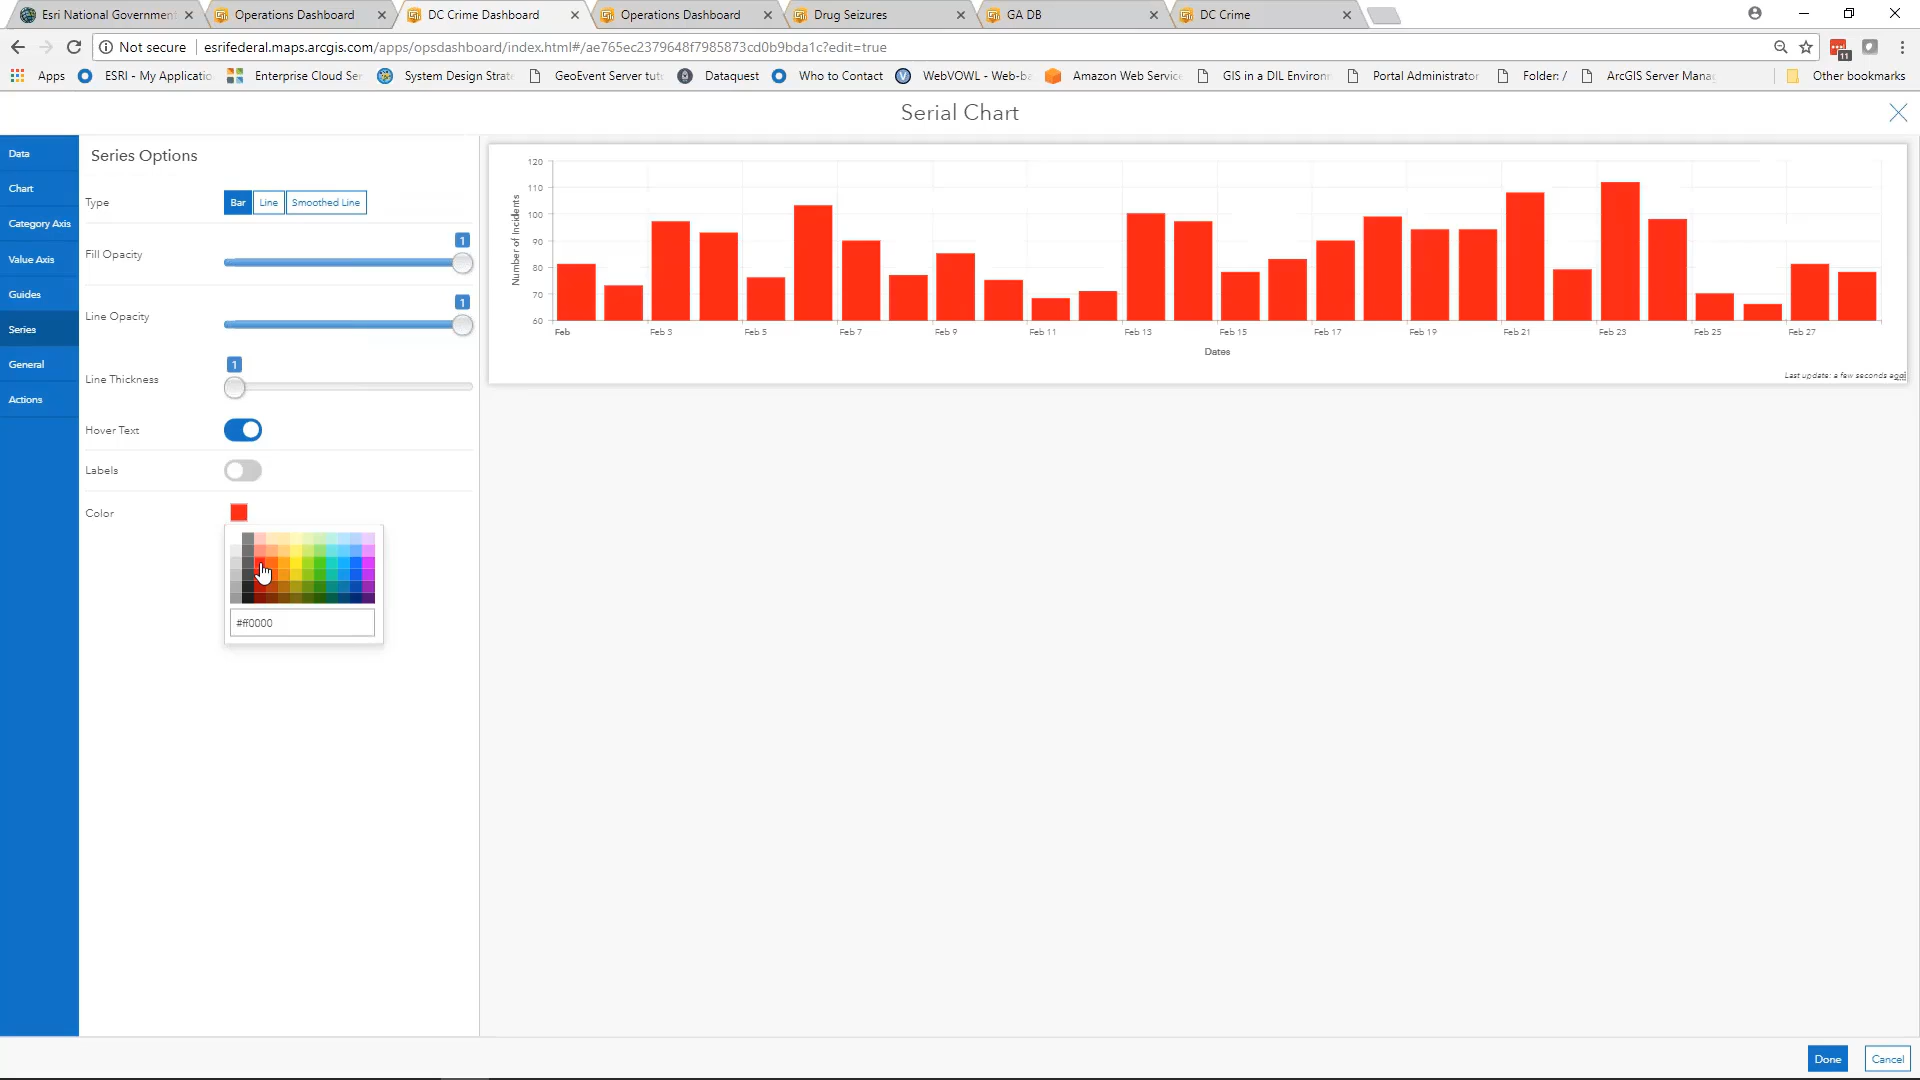 Esri National Government
Operations Dashboard
DC Crime Dashboard
Operations Dashboard
Drug Seizures
GA DB
DC Crime
Not secure
esrifederal.maps.arcgis.com/apps/opsdashboard/index.html#/ae765ec2379648f7985873cd0b9bda1c?edit=true
11
Apps
ESRI - My Applicatio
Enterprise Cloud Ser
System Design Strat
GeoEvent Server tut
Dataquest
Who to Contact
WebVOWL - Web-b
Amazon Web Servic
GIS in a DIL Environ
Portal Administrator
Folder: /
ArcGIS Server Mana
Other bookmarks
Serial Chart
Data
Chart
Category Axis
Value Axis
Guides
Series
General
Actions
Series Options
Type
Bar
Line
Smoothed Line
Fill Opacity
1
Line Opacity
1
Line Thickness
1
Hover Text
Labels
Color
#ff0000
Number of Incidents
120
110
100
90
80
70
60
Feb
Feb 3
Feb 5
Feb 7
Feb 9
Feb 11
Feb 13
Feb 15
Feb 17
Feb 19
Feb 21
Feb 23
Feb 25
Feb 27
Dates
Last update: a few seconds ago
Done
Cancel